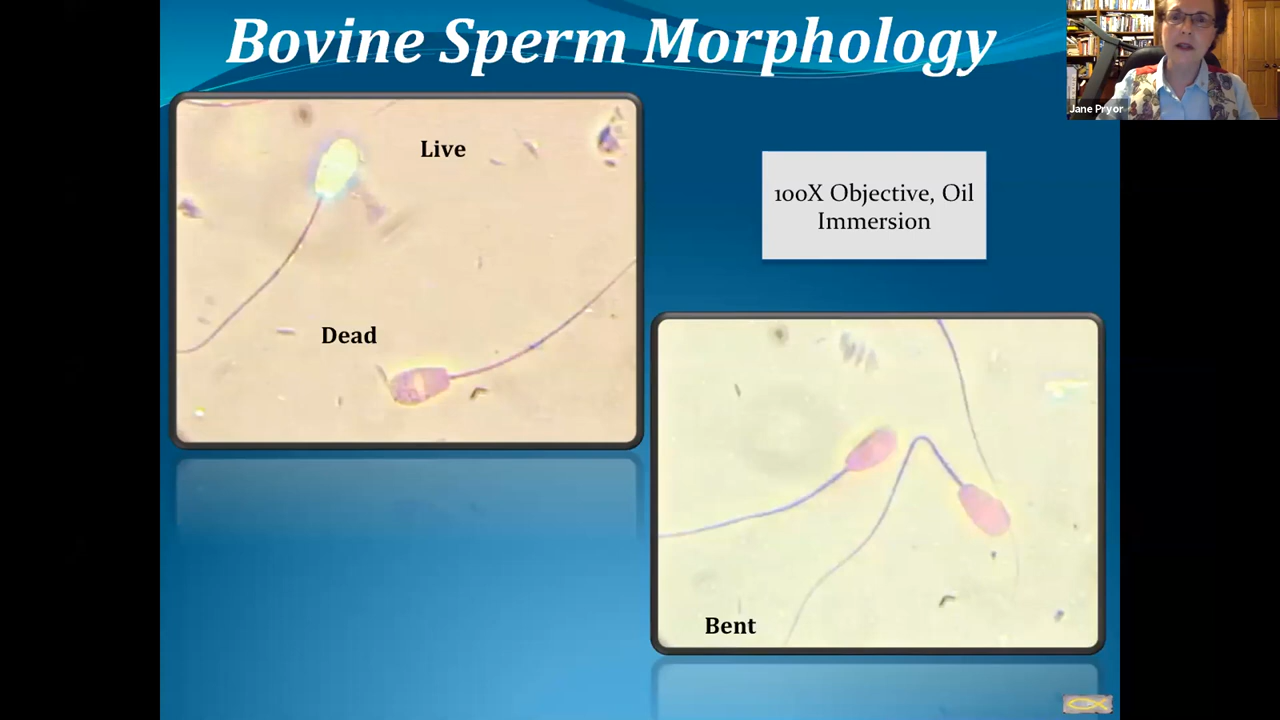 Bovine Sperm Morphology
Jane Pryor
Live
100X Objective, Oil
Immersion
Dead
Bent